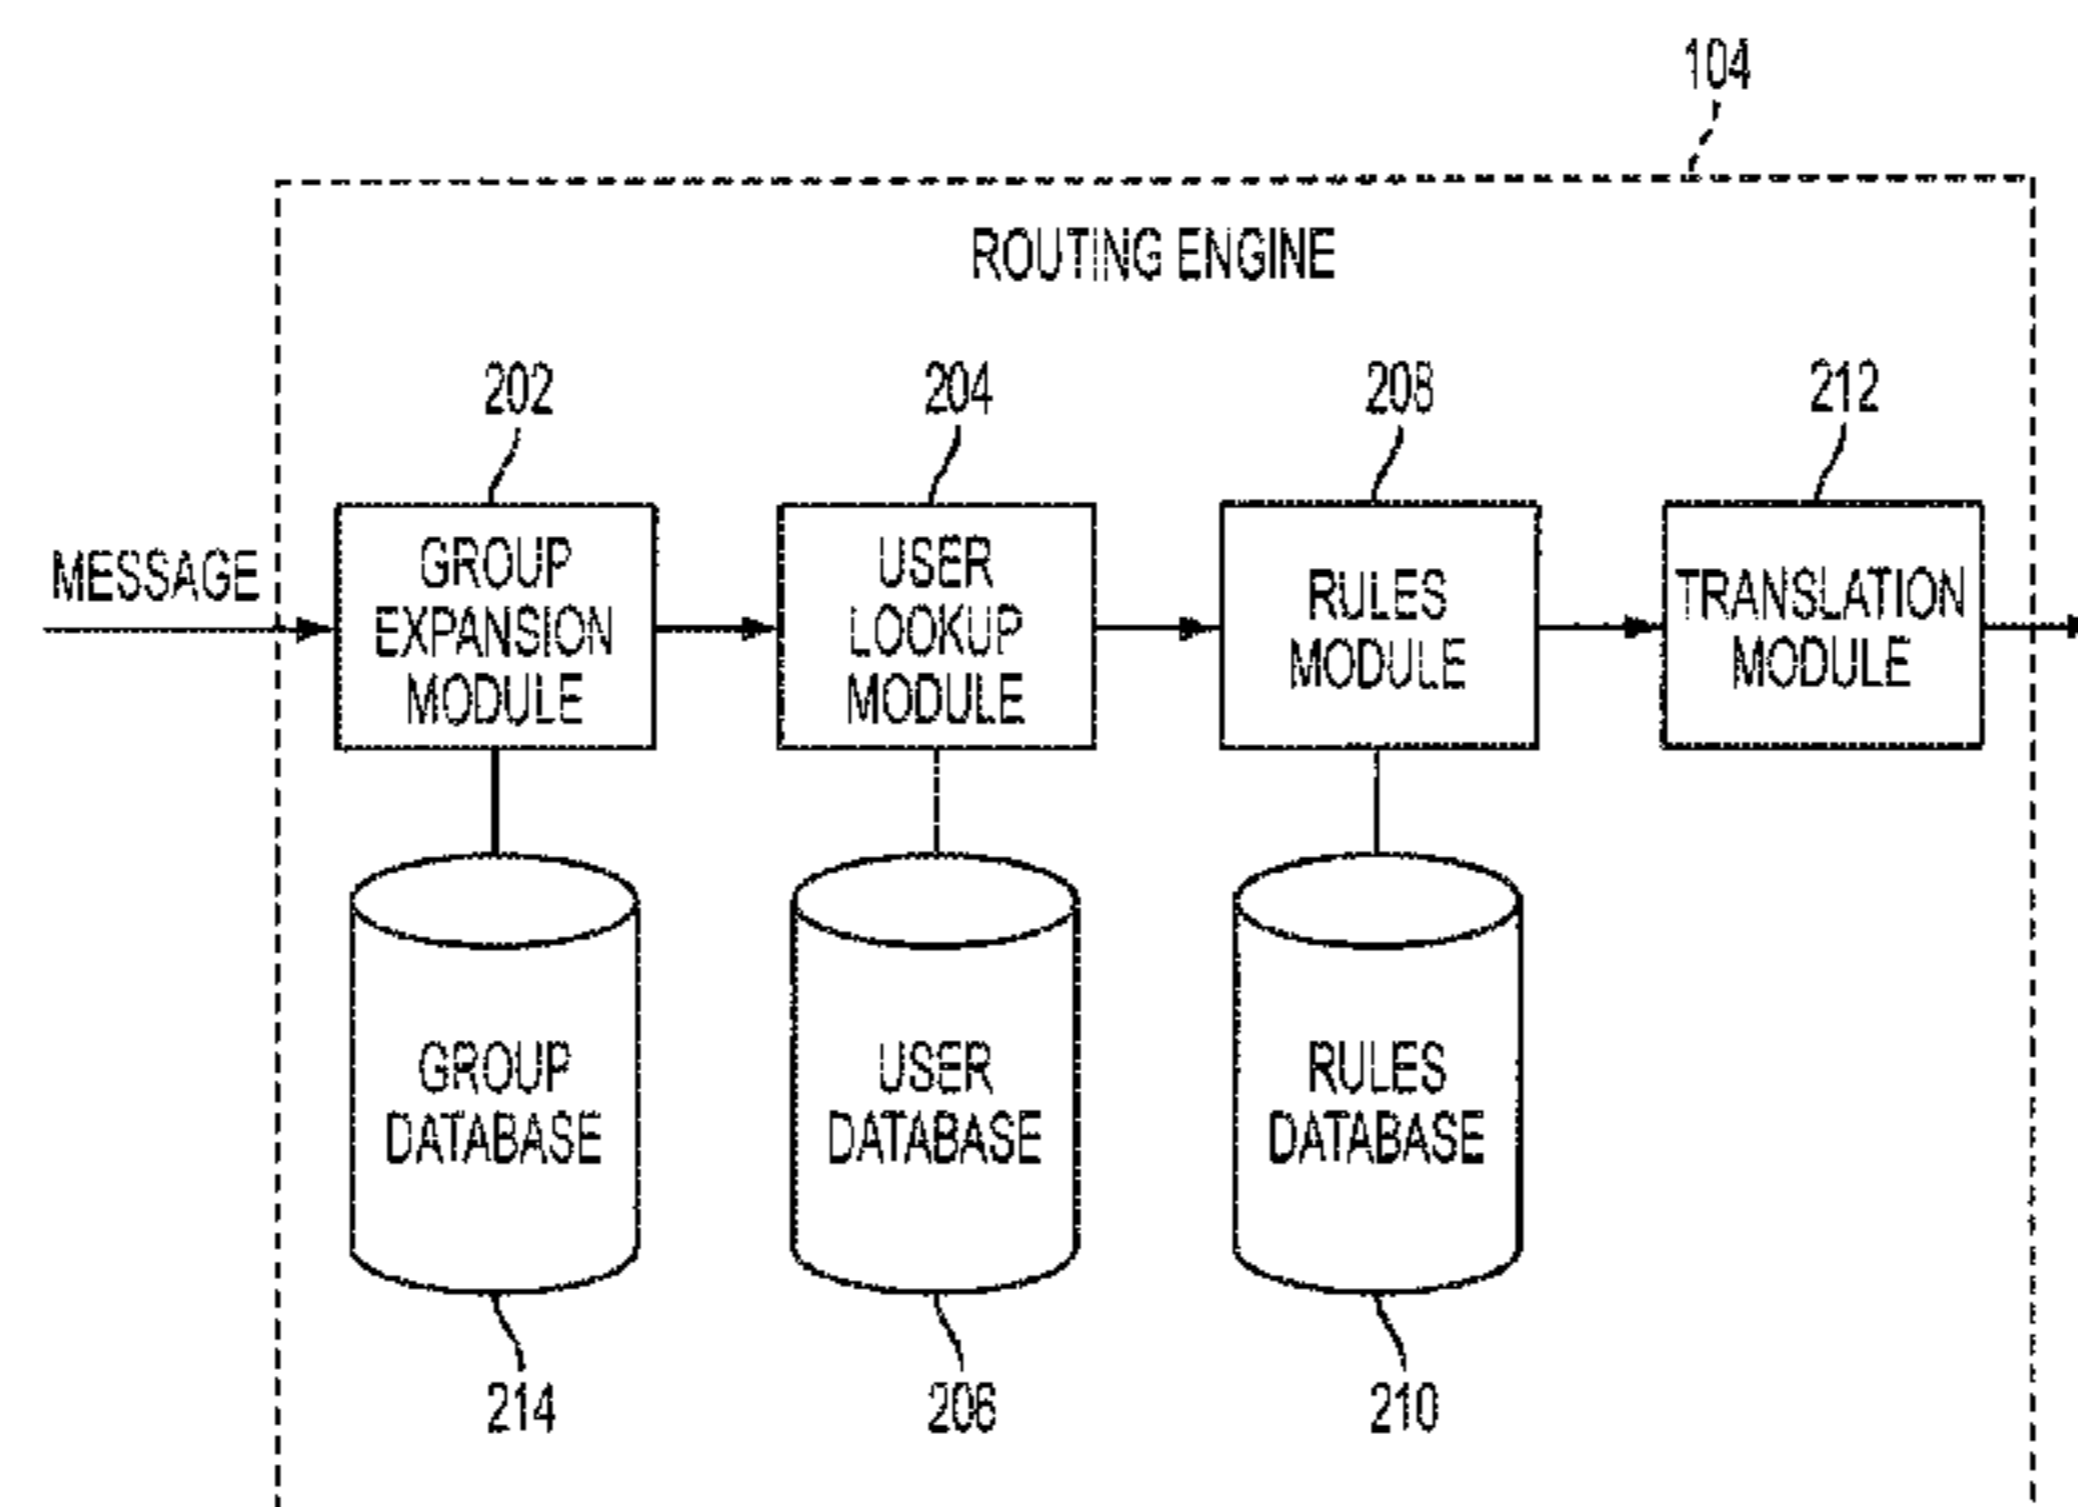 104
ROUTING ENGINE
202
204
208
212
MESSAGE
GROUP
EXPANSION
MODULE
USER
LOOKUP
MODULE
RULES
MODULE
TRANSLATION
MODULE
GROUP
DATABASE
USER
DATABASE
RULES
DATABASE
214
206
210